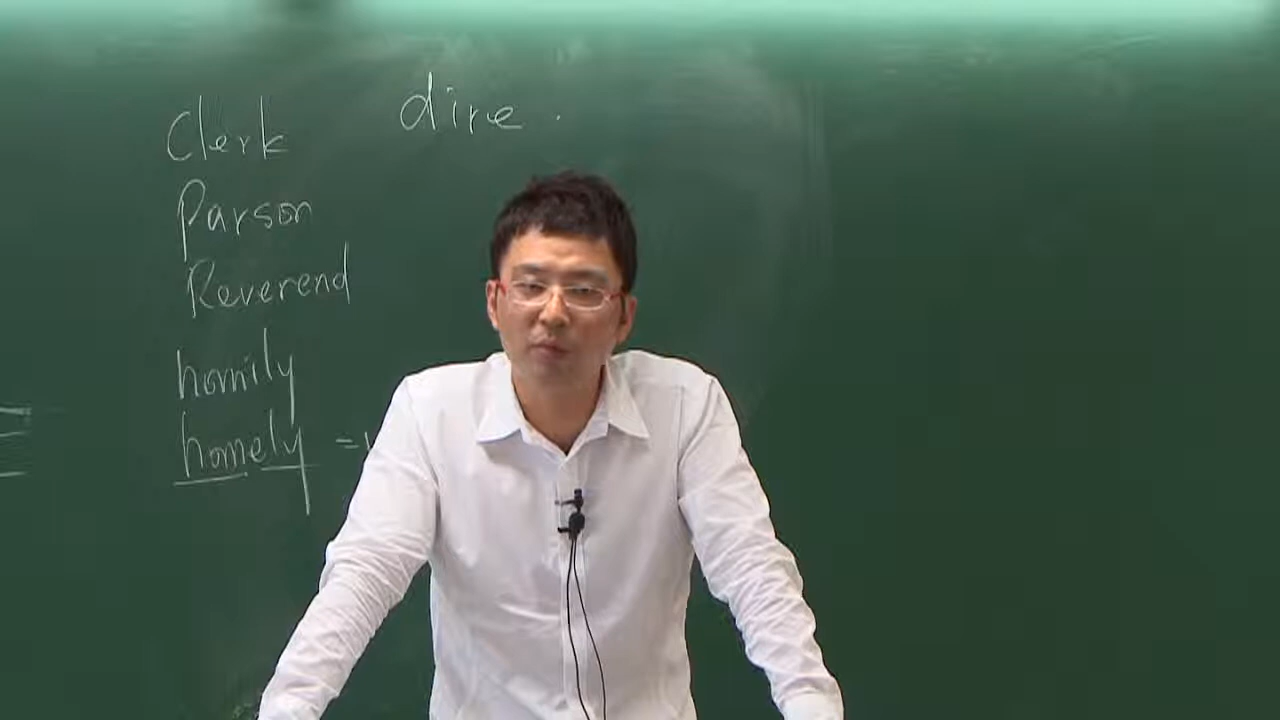 dire.
Clerk
Parson
Reverend
homily
homely =